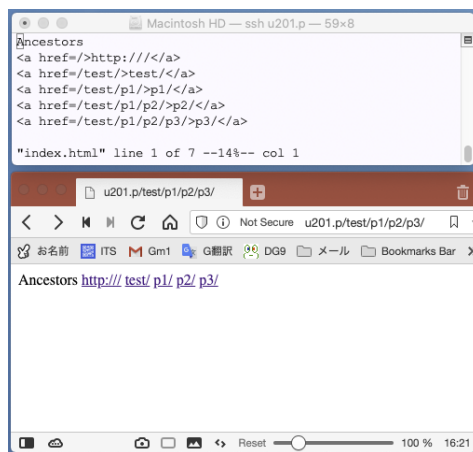 Macintosh HD — ssh u201.p — 59×8
Ancestors
<a href=/>http:///</a>
<a href=/test/>test/</a>
<a href=/test/p1/>p1/</a>
<a href=/test/p1/p2/>p2/</a>
<a href=/test/p1/p2/p3/>p3/</a>
"index.html" line 1 of 7 --14%-- col 1
u201.p/test/p1/p2/p3/
Not Secure u201.p/test/p1/p2/p3/
お名前 ITS Gm1 G翻訳 DG9 メール Bookmarks Bar
Ancestors http:/// test/ p1/ p2/ p3/
Reset 100 % 16:21